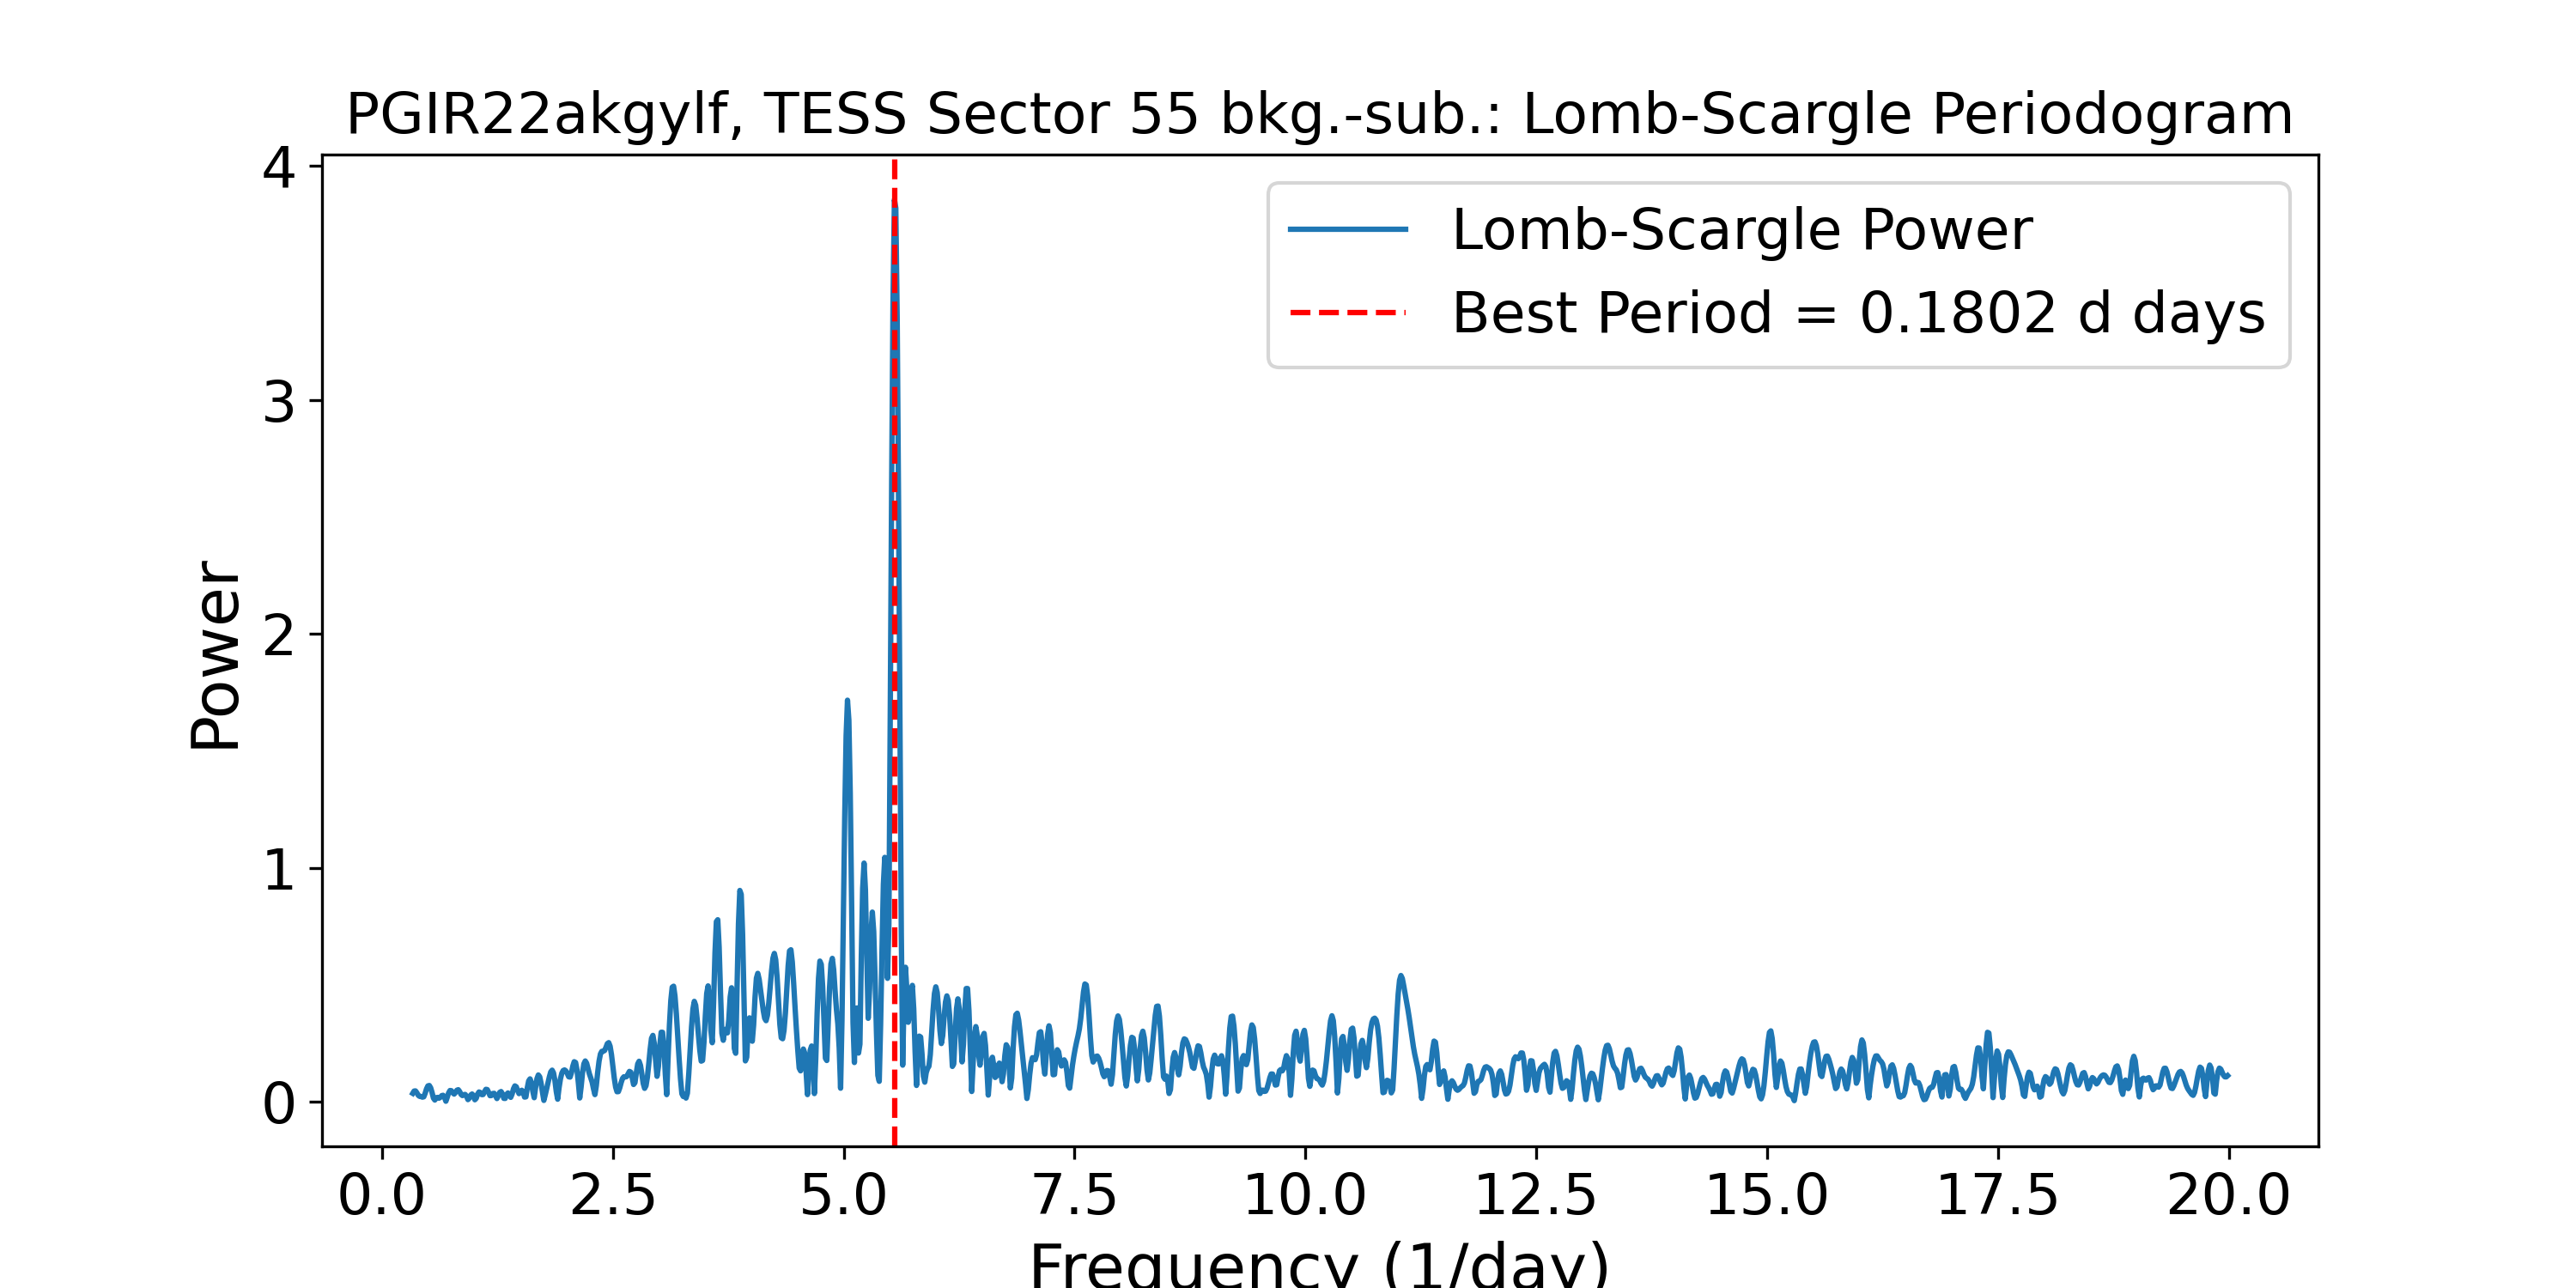 PGIR22akgylf, TESS Sector 55 bkg.-sub.: Lomb-Scargle Periodogram
4
3
2
1
0
Power
Lomb-Scargle Power
Best Period = 0.1802 d days
0.0 2.5 5.0 7.5 10.0 12.5 15.0 17.5 20.0
Frequency (1/day)